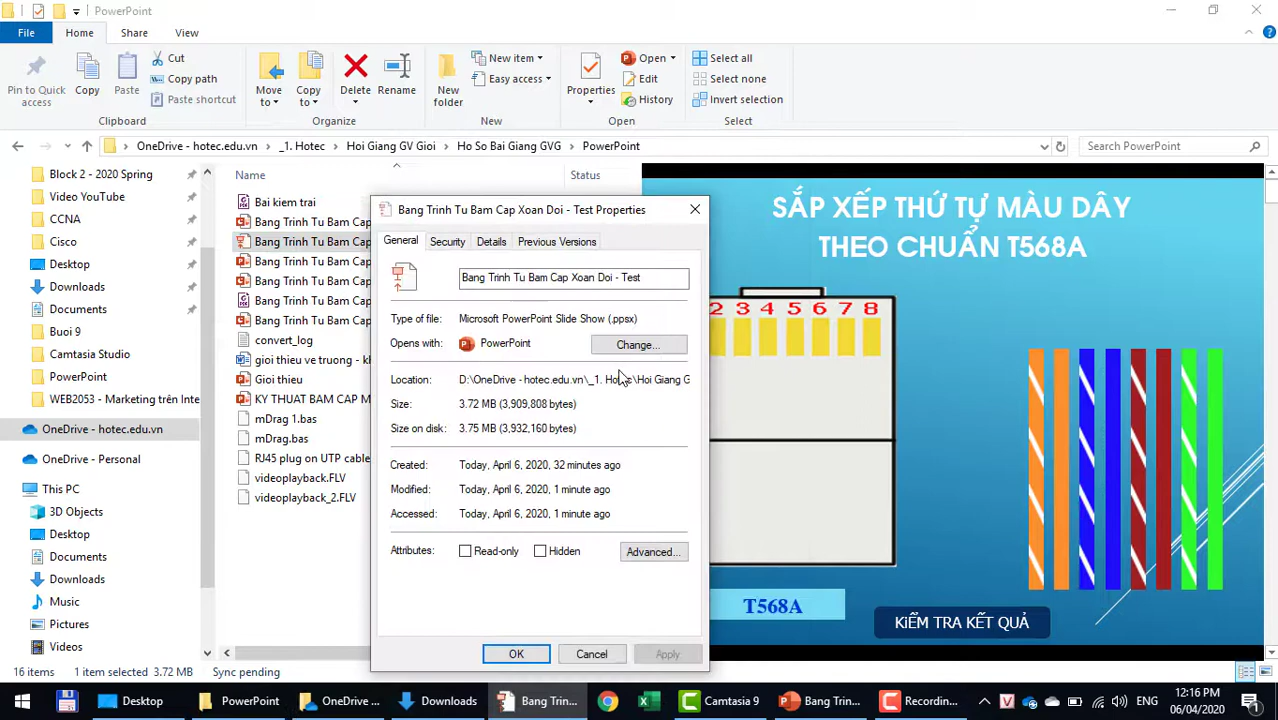 PowerPoint
File Home Share View
Pin to Quick access
Copy
Paste
Cut
Copy path
Paste shortcut
Clipboard
Move to
Copy to
Delete
Rename
Organize
New folder
New item
Easy access
New
Properties
Open
Edit
History
Open
Select all
Select none
Invert selection
Select
OneDrive - hotec.edu.vn _1. Hotec Hoi Giang GV Gioi Ho So Bai Giang GVG PowerPoint
Search PowerPoint
Block 2 - 2020 Spring
Video YouTube
CCNA
Cisco
Desktop
Downloads
Documents
Buoi 9
Camtasia Studio
PowerPoint
WEB2053 - Marketing trên Inte
OneDrive - hotec.edu.vn
OneDrive - Personal
This PC
3D Objects
Desktop
Documents
Downloads
Music
Pictures
Videos
Name Status
Bai kiem trai
Bang Trinh Tu Bam Cap
Bang Trinh Tu Bam Cap
Bang Trinh Tu Bam Cap
Bang Trinh Tu Bam Cap
Bang Trinh Tu Bam Cap
Bang Trinh Tu Bam Cap
convert_log
gioi thieu ve truong - kh
Gioi thieu
KY THUAT BAM CAP M
mDrag 1.bas
mDrag.bas
RJ45 plug on UTP cable
videoplayback.FLV
videoplayback_2.FLV
Bang Trinh Tu Bam Cap Xoan Doi - Test Properties
General Security Details Previous Versions
Bang Trinh Tu Bam Cap Xoan Doi - Test
Type of file: Microsoft PowerPoint Slide Show (.ppsx)
Opens with: PowerPoint Change...
Location: D:\OneDrive - hotec.edu.vn\_1. Hotec\Hoi Giang G
Size: 3.72 MB (3,909,808 bytes)
Size on disk: 3.75 MB (3,932,160 bytes)
Created: Today, April 6, 2020, 32 minutes ago
Modified: Today, April 6, 2020, 1 minute ago
Accessed: Today, April 6, 2020, 1 minute ago
Attributes: Read-only Hidden Advanced...
OK Cancel Apply
SẮP XẾP THỨ TỰ MÀU DÂY
THEO CHUẨN T568A
2 3 4 5 6 7 8
T568A
KIỂM TRA KẾT QUẢ
16 items 1 item selected 3.72 MB Sync pending
Desktop PowerPoint OneDrive ... Downloads Bang Trin... Camtasia 9 Bang Trin... Recordin... ENG
12:16 PM
06/04/2020